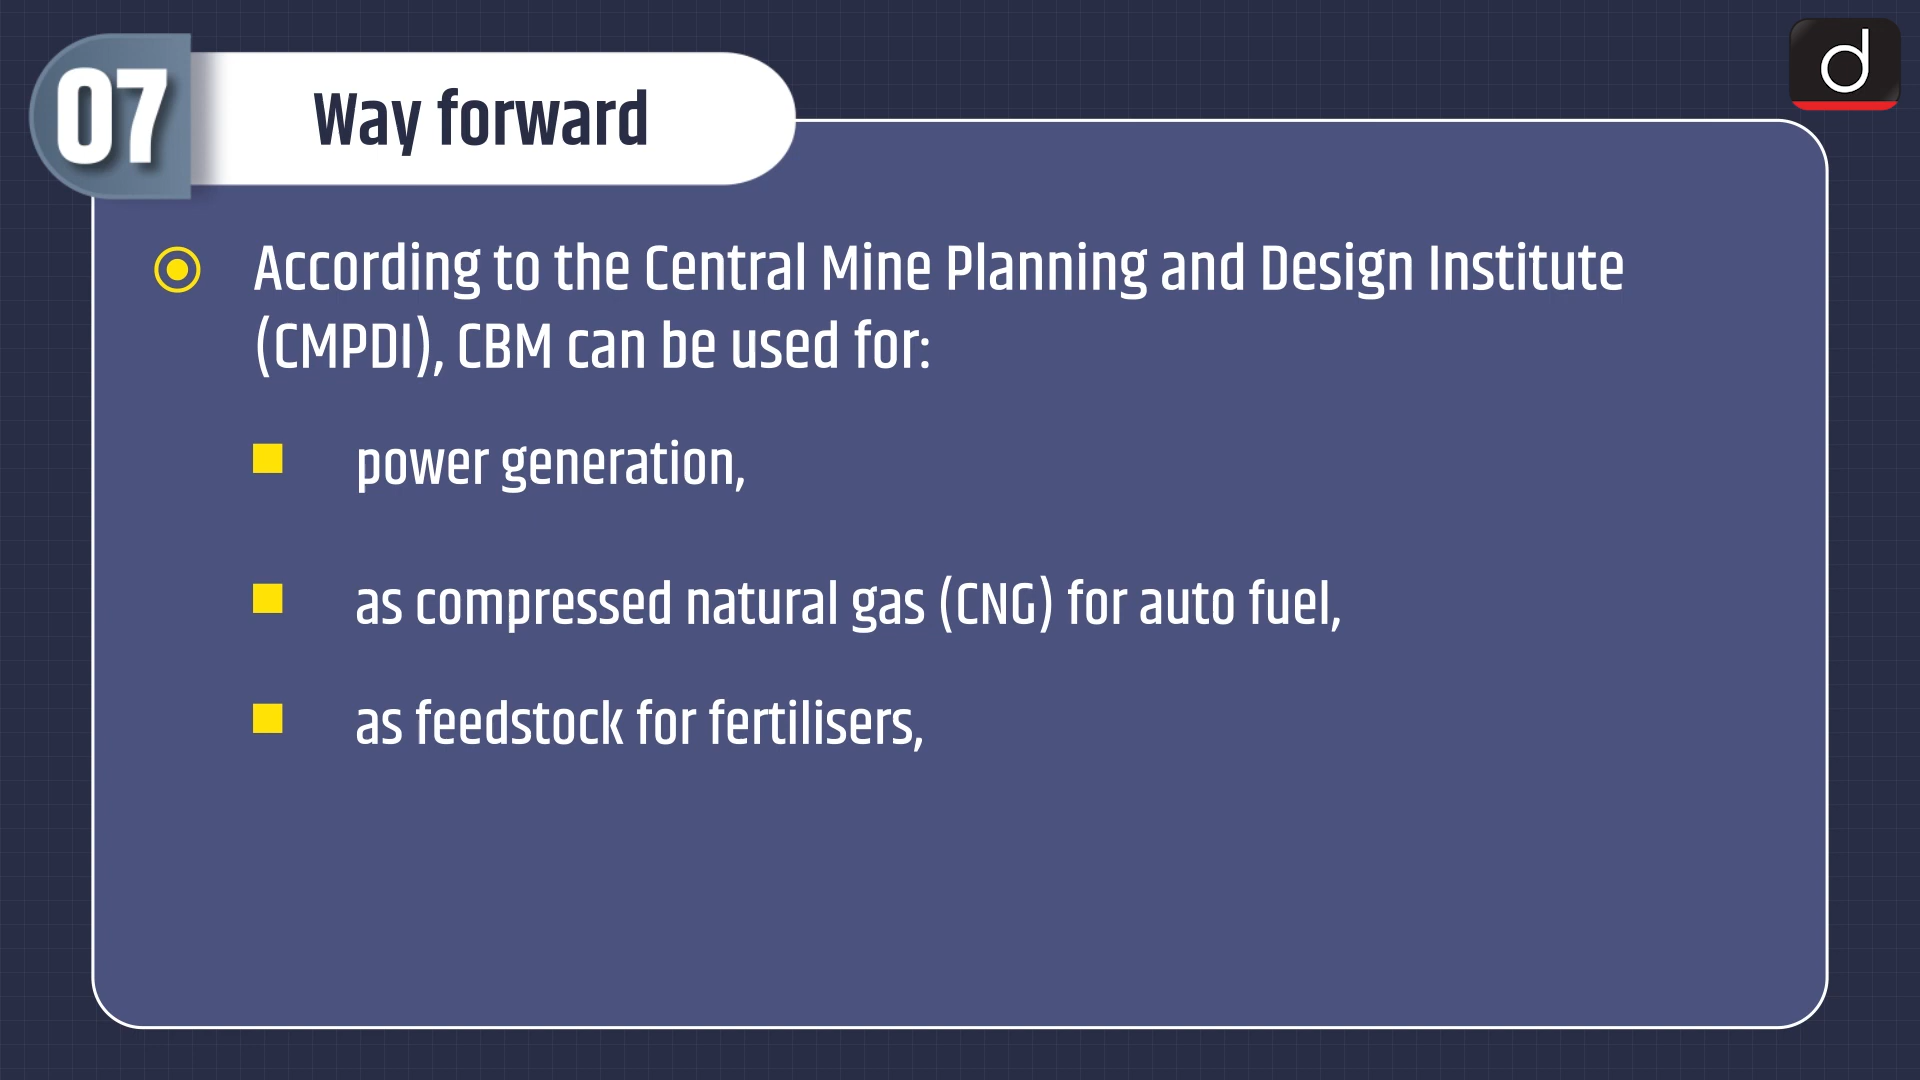 07
Way forward
d
According to the Central Mine Planning and Design Institute
(CMPDI), CBM can be used for:
power generation,
as compressed natural gas (CNG) for auto fuel,
as feedstock for fertilisers,